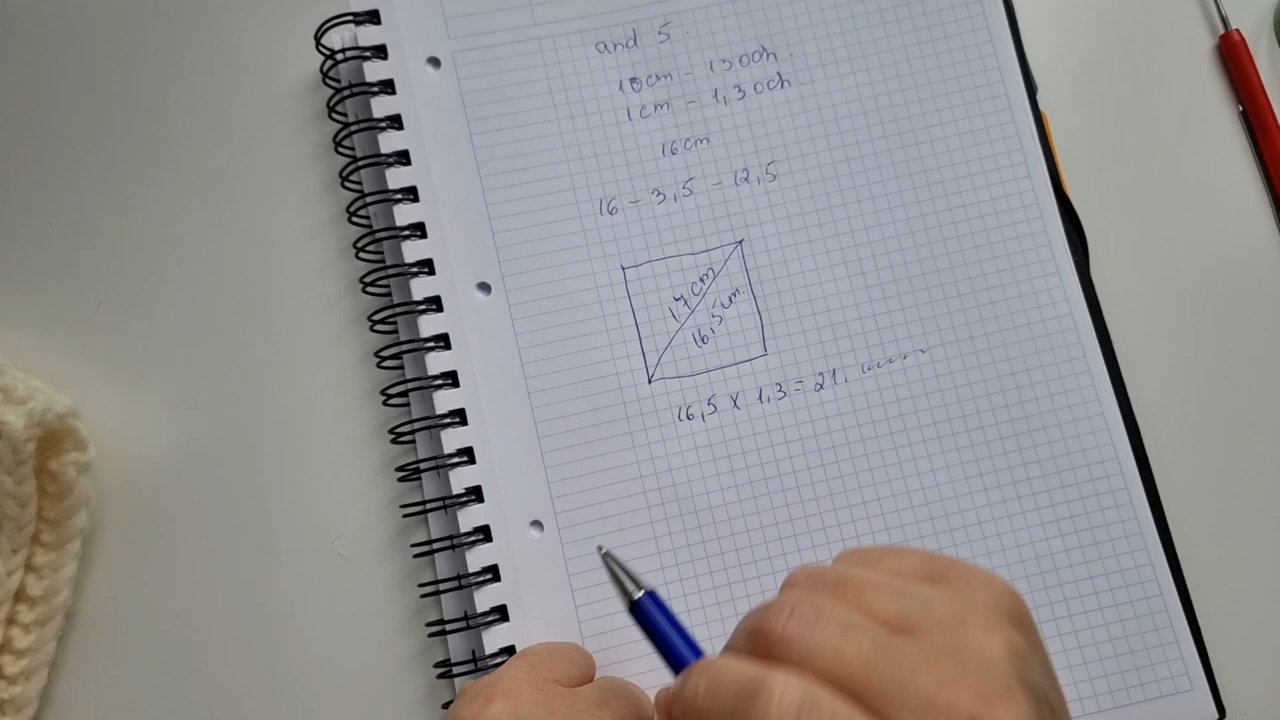 and 5.
10cm - 13 och.
1cm - 1,3 och
16cm
16 - 3,5 - 12,5
17cm
16,5cm.
16,5 x 1,3 = 21.